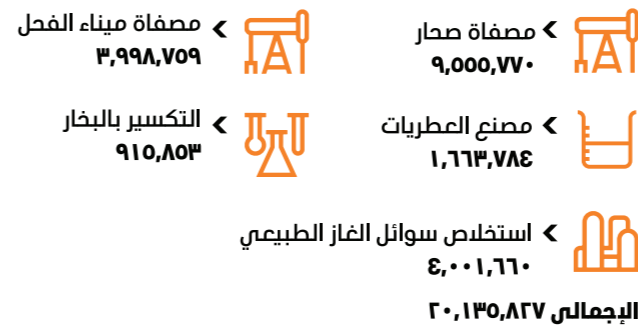 مصفاة صحار
٩,٥٥٥,٧٧٠
مصفاة ميناء الفحل
٣,٩٩٨,٧٥٩
مصنع العطريات
١,٦٦٣,٧٨٤
التكسير بالبخار
٩١٥,٨٥٣
استخلاص سوائل الغاز الطبيعي
٤,٠٠١,٦٦٠
الإجمالي ٢٠,١٣٥,٨٢٧